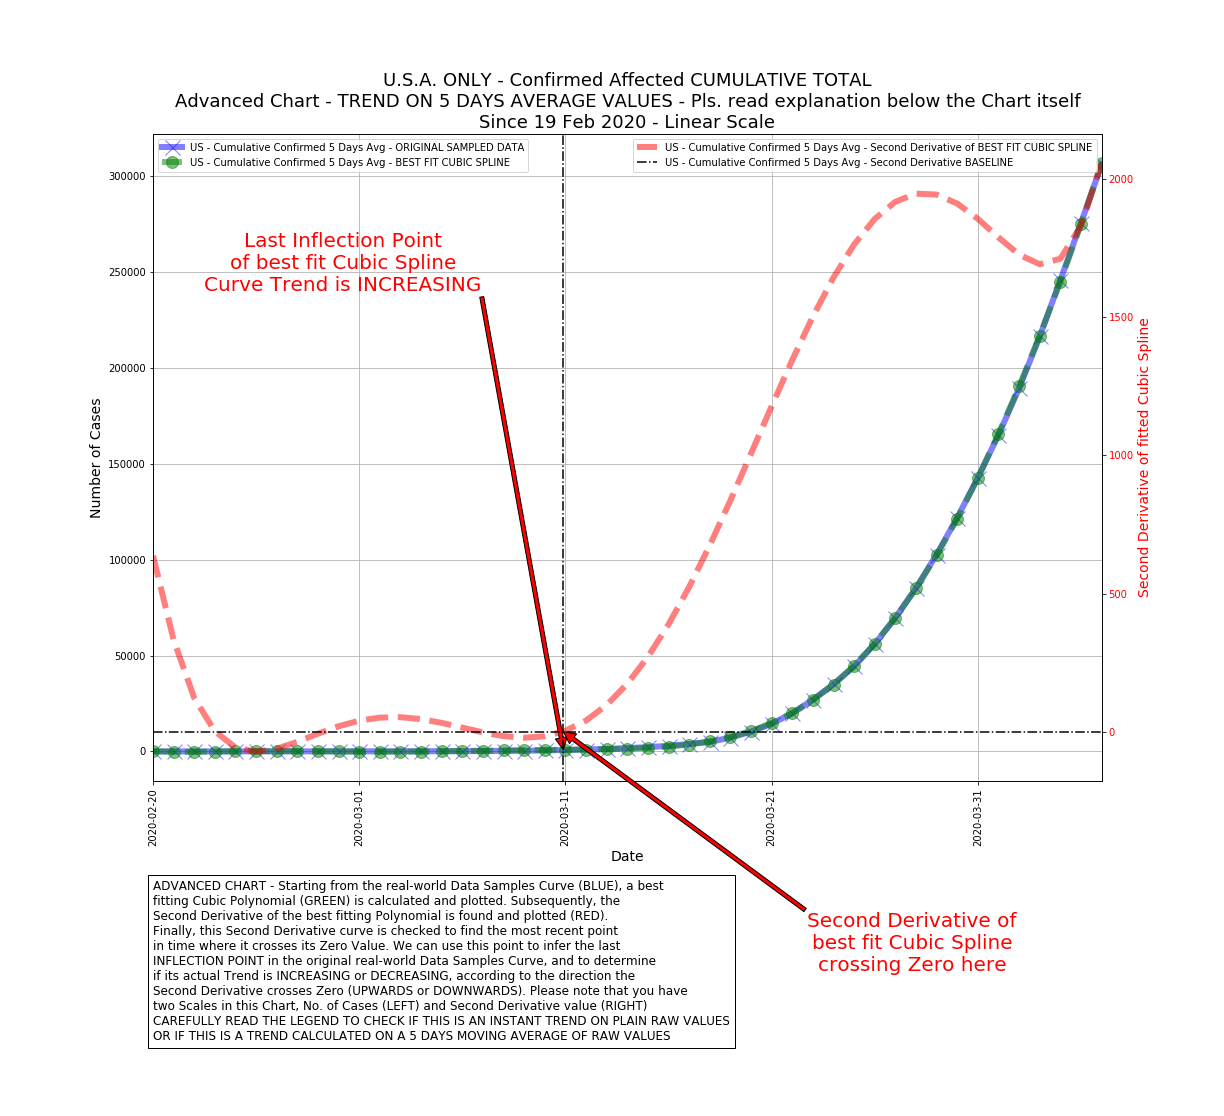 U.S.A. ONLY - Confirmed Affected CUMULATIVE TOTAL
Advanced Chart - TREND ON 5 DAYS AVERAGE VALUES - Pls. read explanation below the Chart itself
Since 19 Feb 2020 - Linear Scale
US - Cumulative Confirmed 5 Days Avg - ORIGINAL SAMPLED DATA
US - Cumulative Confirmed 5 Days Avg - BEST FIT CUBIC SPLINE
US - Cumulative Confirmed 5 Days Avg - Second Derivative of BEST FIT CUBIC SPLINE
US - Cumulative Confirmed 5 Days Avg - Second Derivative BASELINE
Last Inflection Point
of best fit Cubic Spline
Curve Trend is INCREASING
Number of Cases
300000
250000
200000
150000
100000
50000
0
2000
1500
1000
500
0
Second Derivative of fitted Cubic Spline
2020-02-20
2020-03-01
2020-03-11
2020-03-21
2020-03-31
Date
ADVANCED CHART - Starting from the real-world Data Samples Curve (BLUE), a best
fitting Cubic Polynomial (GREEN) is calculated and plotted. Subsequently, the
Second Derivative of the best fitting Polynomial is found and plotted (RED).
Finally, this Second Derivative curve is checked to find the most recent point
in time where it crosses its Zero Value. We can use this point to infer the last
INFLECTION POINT in the original real-world Data Samples Curve, and to determine
if its actual Trend is INCREASING or DECREASING, according to the direction the
Second Derivative crosses Zero (UPWARDS or DOWNWARDS). Please note that you have
two Scales in this Chart, No. of Cases (LEFT) and Second Derivative value (RIGHT)
CAREFULLY READ THE LEGEND TO CHECK IF THIS IS AN INSTANT TREND ON PLAIN RAW VALUES
OR IF THIS IS A TREND CALCULATED ON A 5 DAYS MOVING AVERAGE OF RAW VALUES
Second Derivative of
best fit Cubic Spline
crossing Zero here